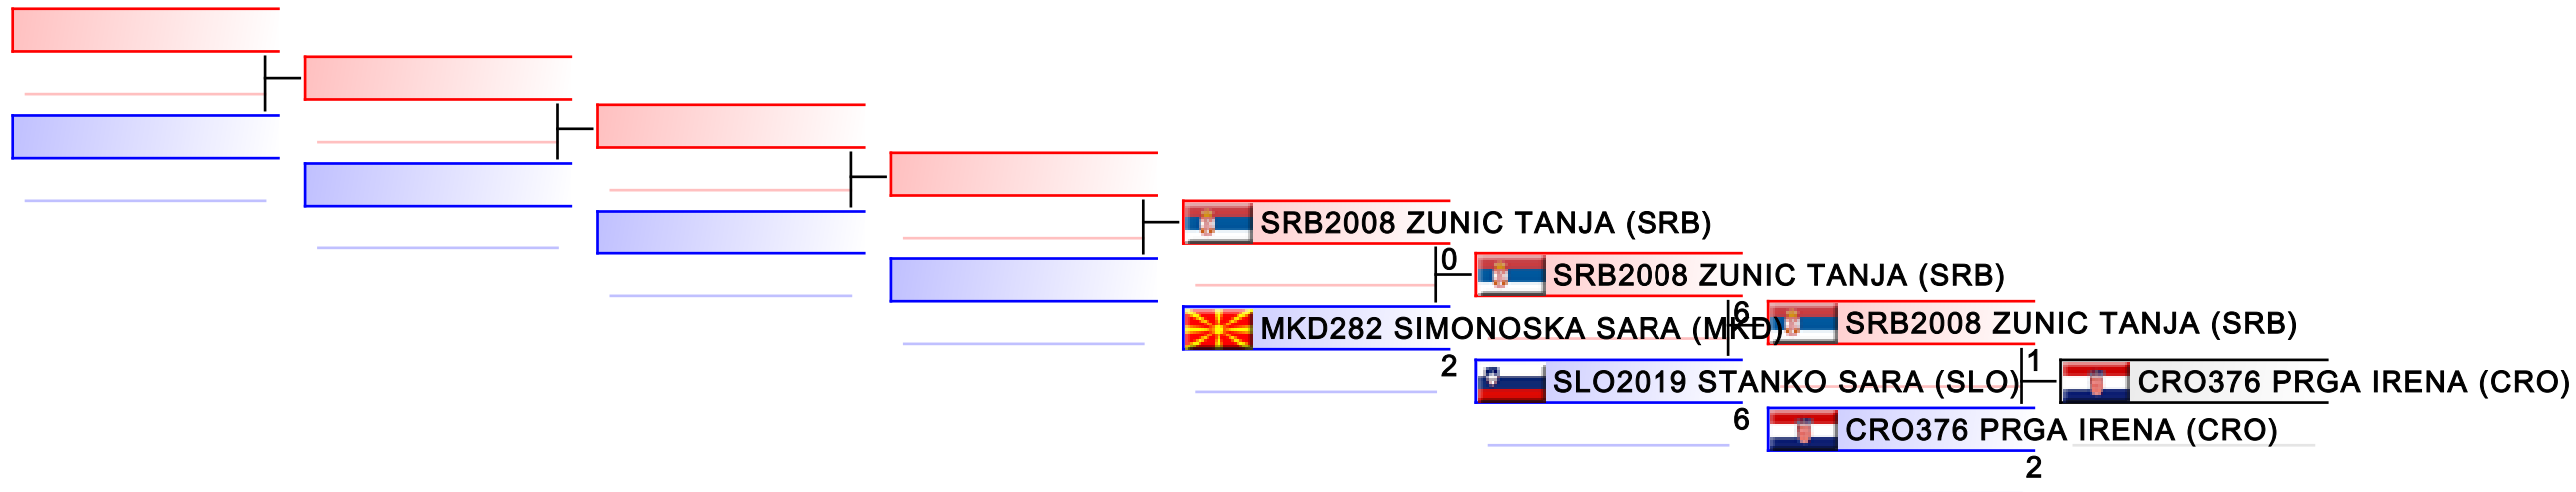 SRB2008 ZUNIC TANJA (SRB)
0
SRB2008 ZUNIC TANJA (SRB)
MKD282 SIMONOSKA SARA (MKD)
2
6
SRB2008 ZUNIC TANJA (SRB)
SLO2019 STANKO SARA (SLO)
6
1
CRO376 PRGA IRENA (CRO)
CRO376 PRGA IRENA (CRO)
2